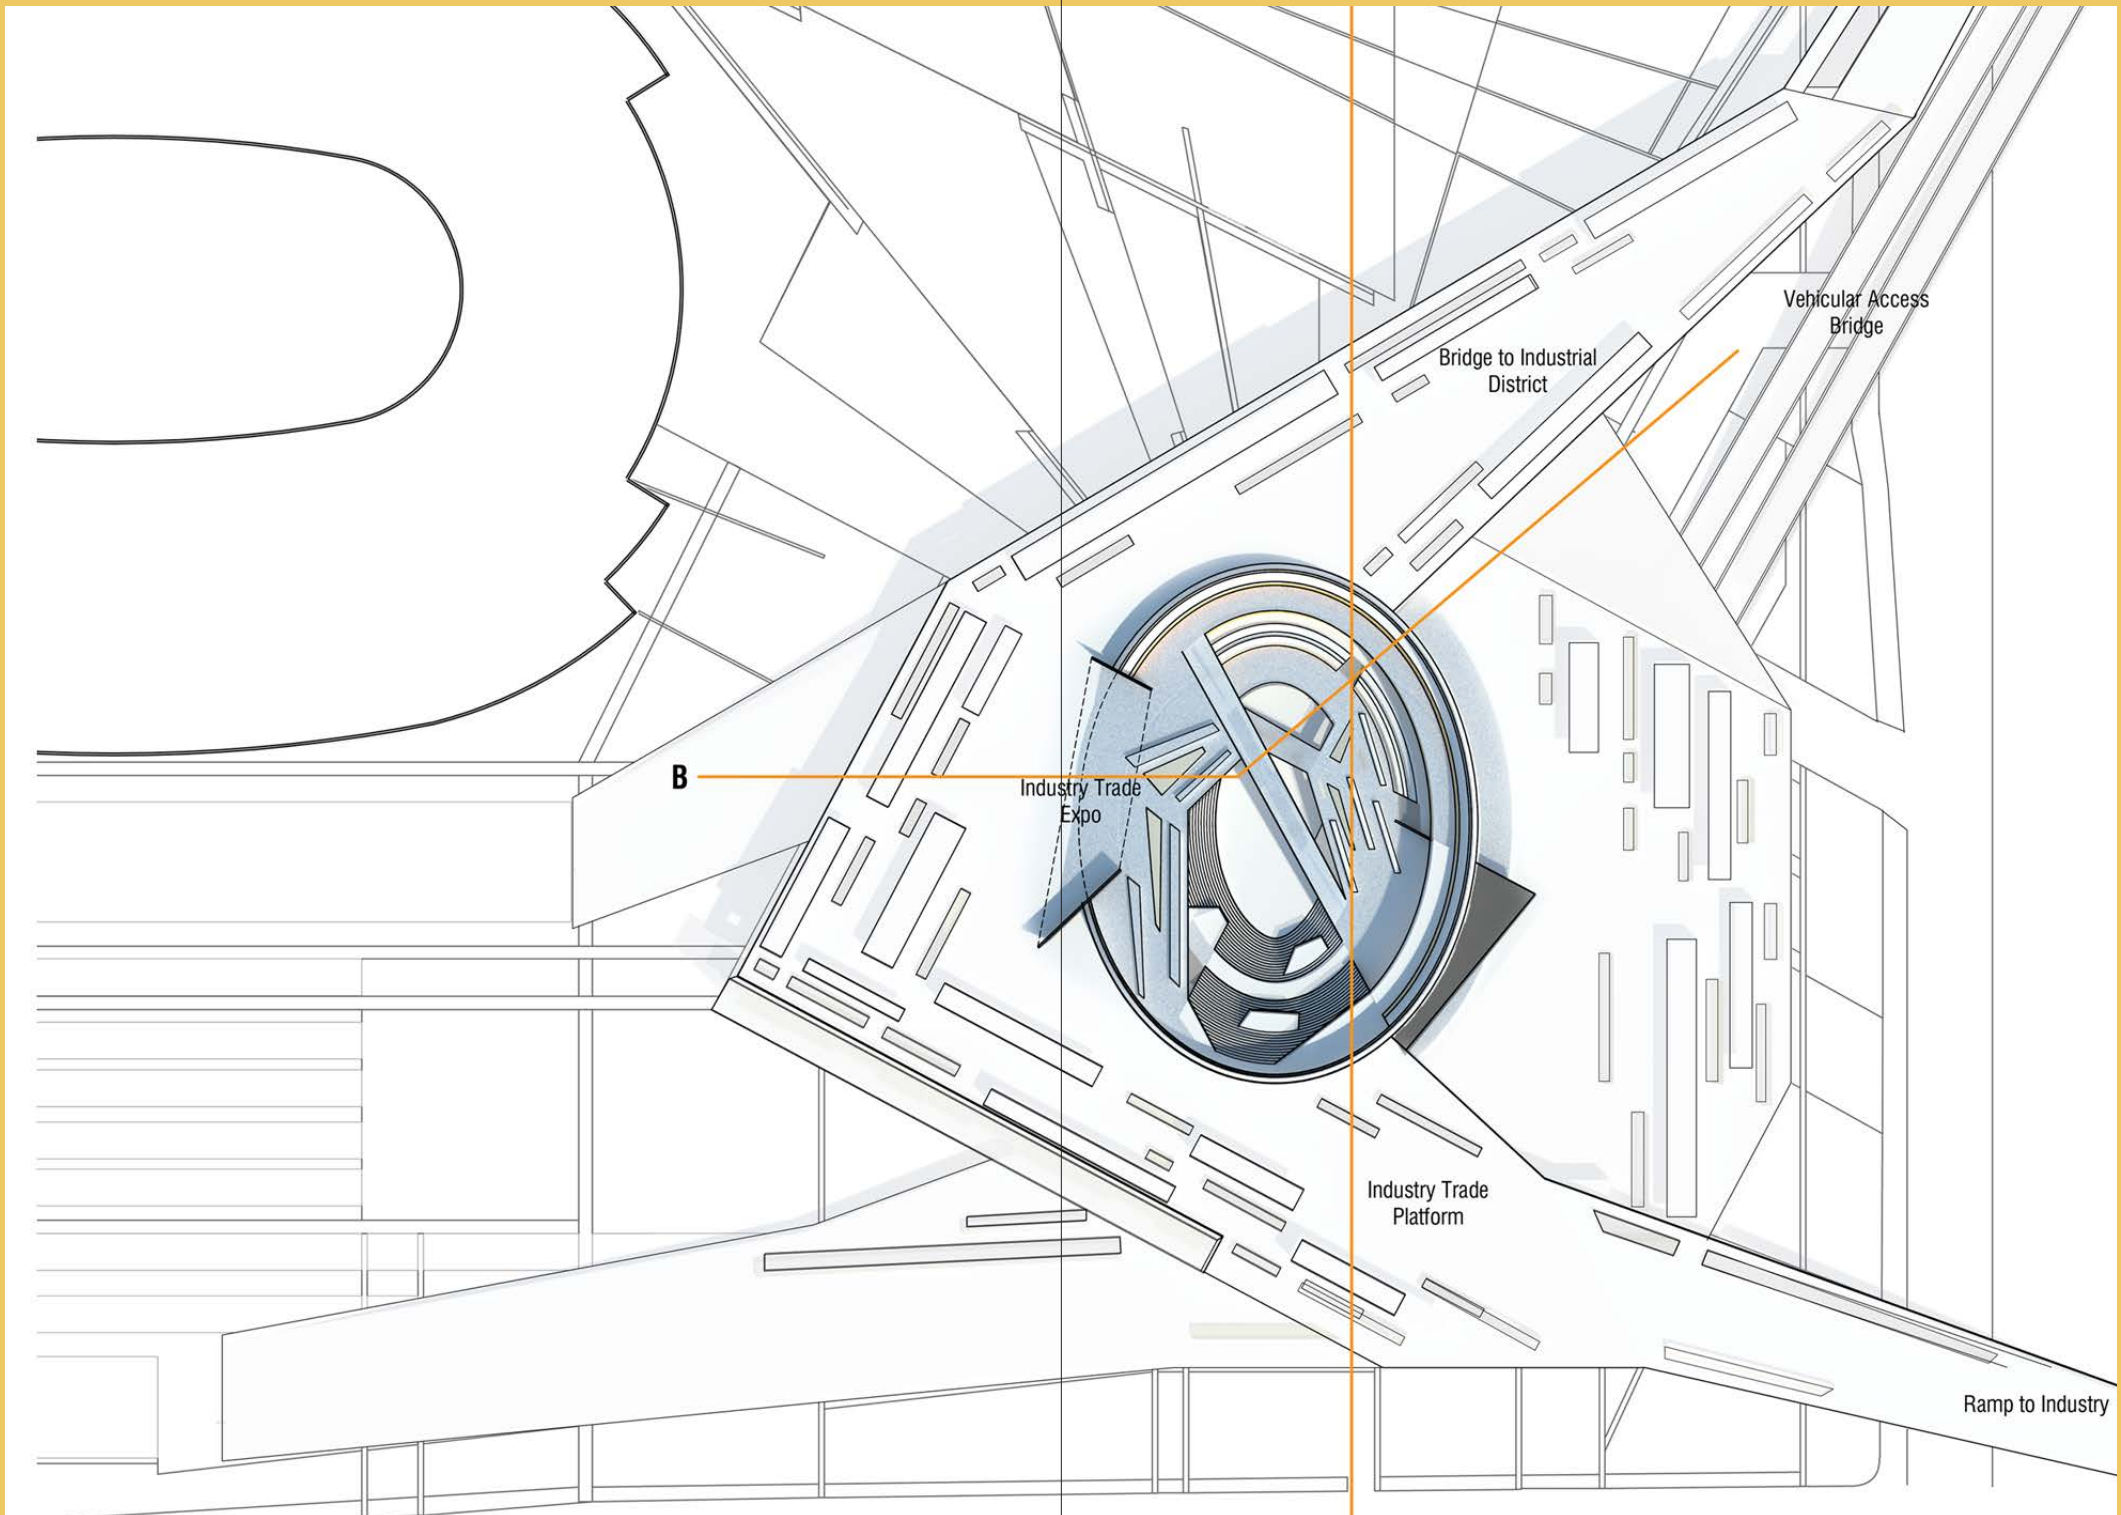 Vehicular Access
Bridge
Bridge to Industrial
District
B
Industry Trade
Expo
Industry Trade
Platform
Ramp to Industry